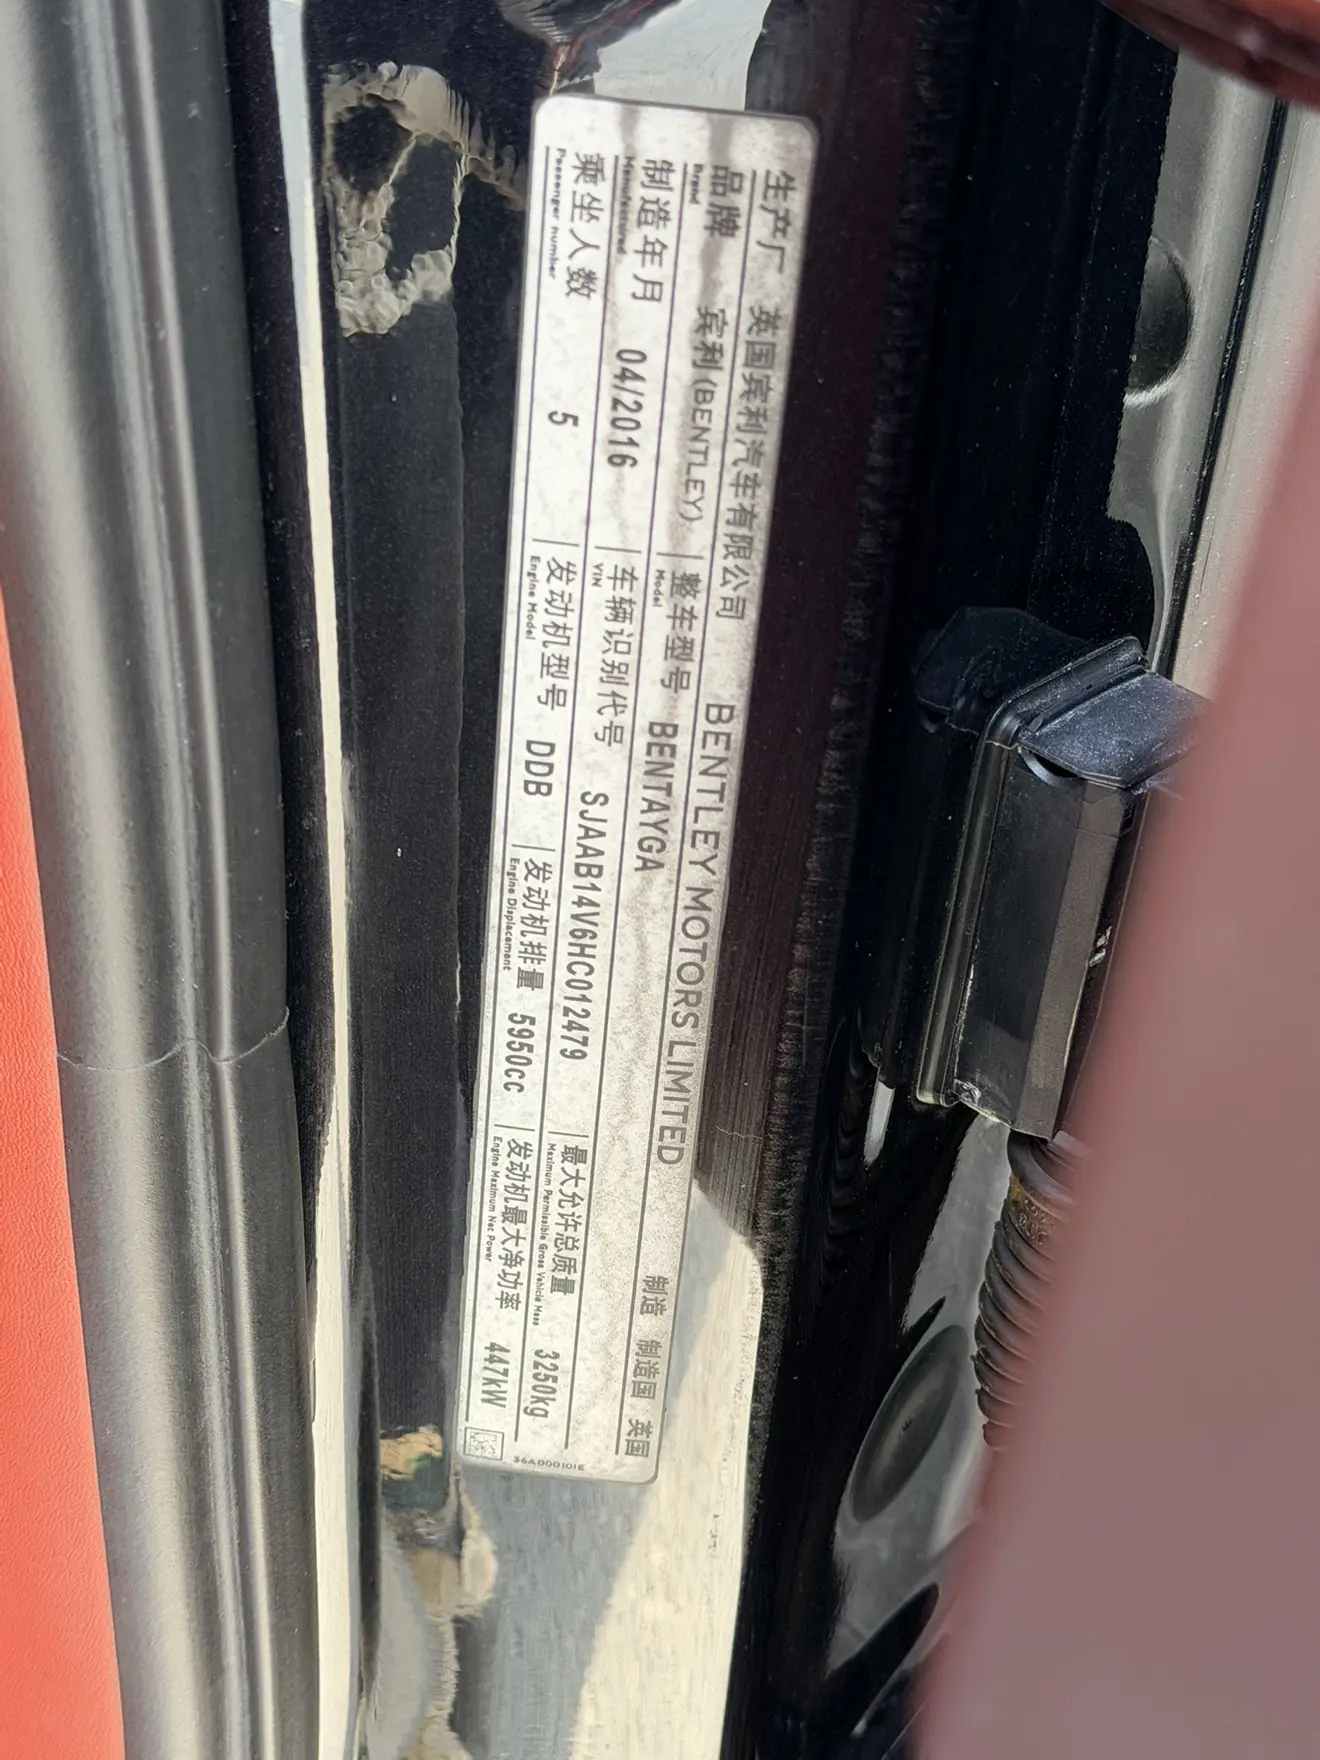 生产厂 英国宾利汽车有限公司 BENTLEY MOTORS LIMITED 制造 制造国 英国
品牌 宾利(BENTLEY) 整车型号 BENTAYGA
Brand Model
制造年月 04/2016 车辆识别代号 SJAAB14V6HC012479 最大允许总质量 3250kg
Manufactured VIN Maximum Permissible Gross Vehicle Mass
乘坐人数 5 发动机型号 DDB 发动机排量 5950cc 发动机最大净功率 447kW
Passenger number Engine Model Engine Displacement Engine Maximum Net Power
36A000101E